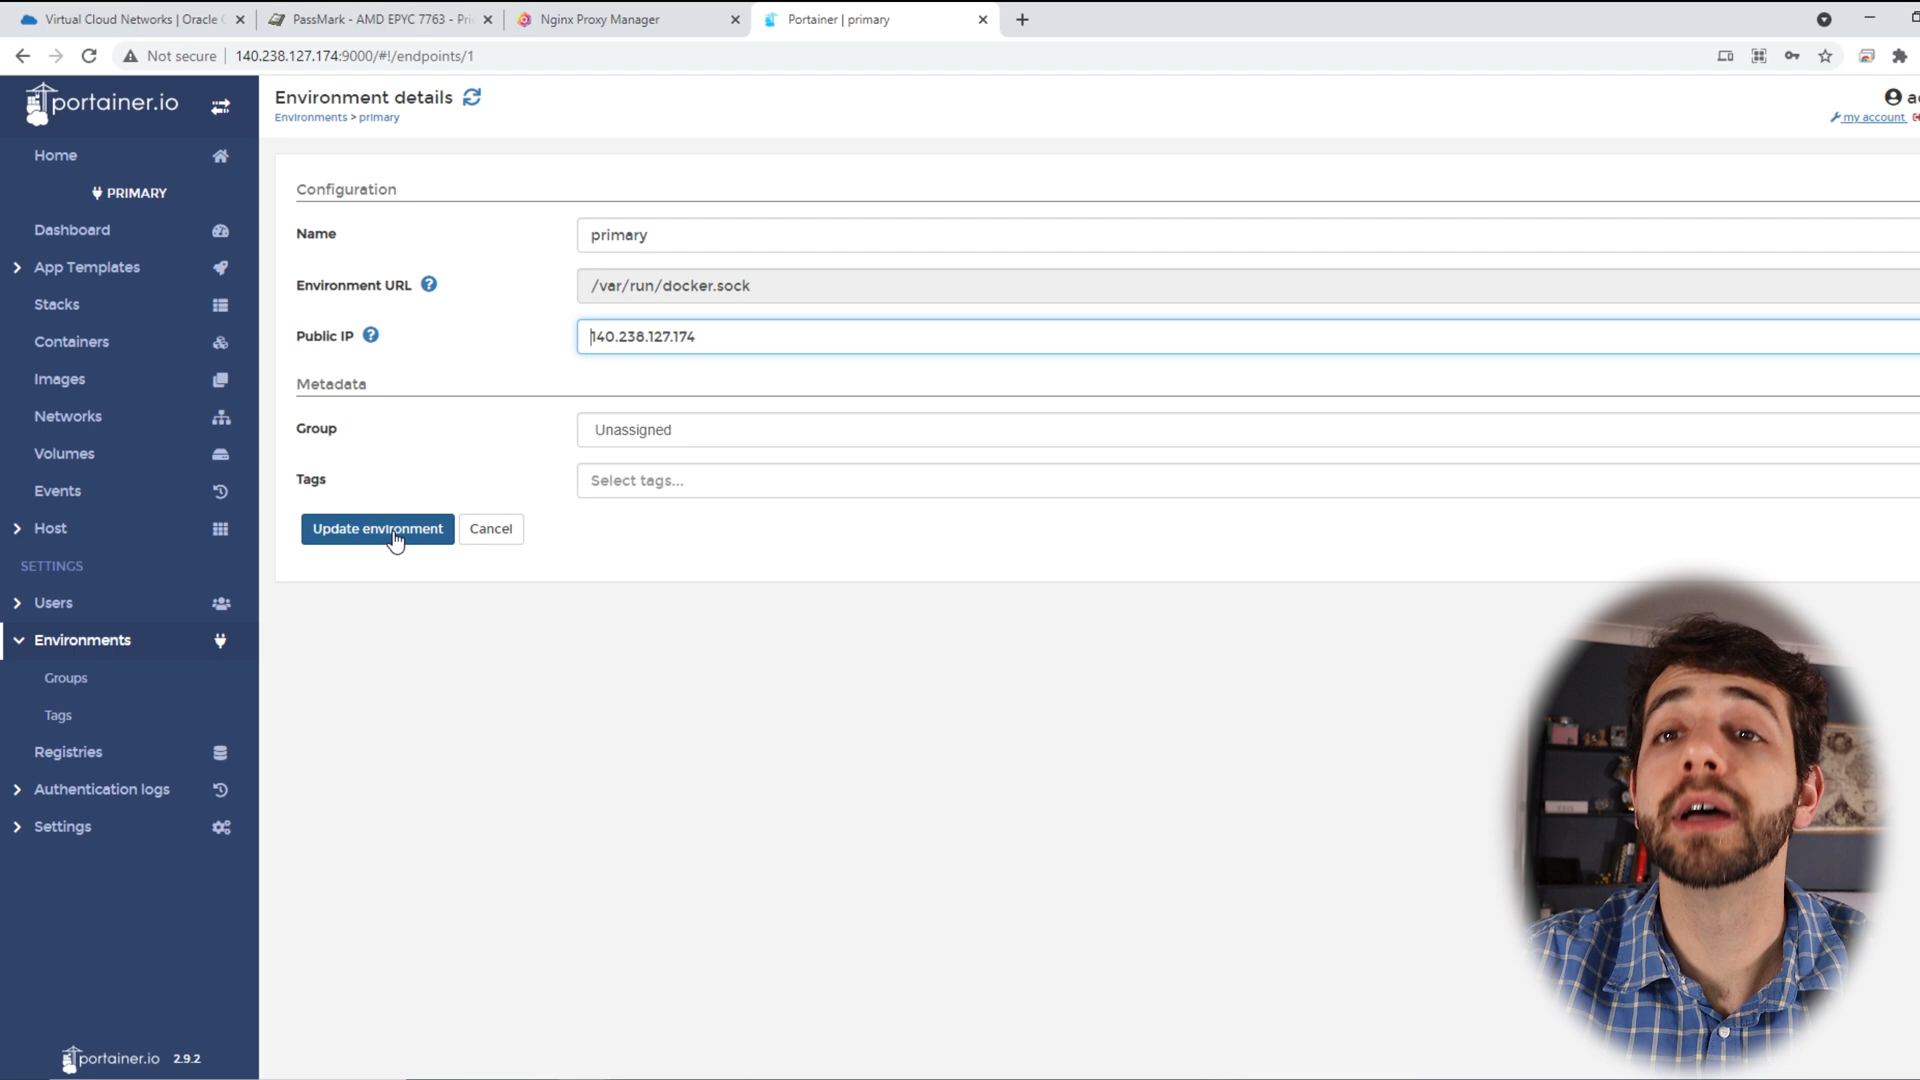 Virtual Cloud Networks | Oracle C
PassMark - AMD EPYC 7763 - Pri
Nginx Proxy Manager
Portainer | primary
Not secure
140.238.127.174:9000/#!/endpoints/1
portainer.io
Environment details
Environments > primary
my account
Home
PRIMARY
Dashboard
App Templates
Stacks
Containers
Images
Networks
Volumes
Events
Host
SETTINGS
Users
Environments
Groups
Tags
Registries
Authentication logs
Settings
portainer.io 2.9.2
Configuration
Name
primary
Environment URL
/var/run/docker.sock
Public IP
140.238.127.174
Metadata
Group
Unassigned
Tags
Select tags...
Update environment
Cancel